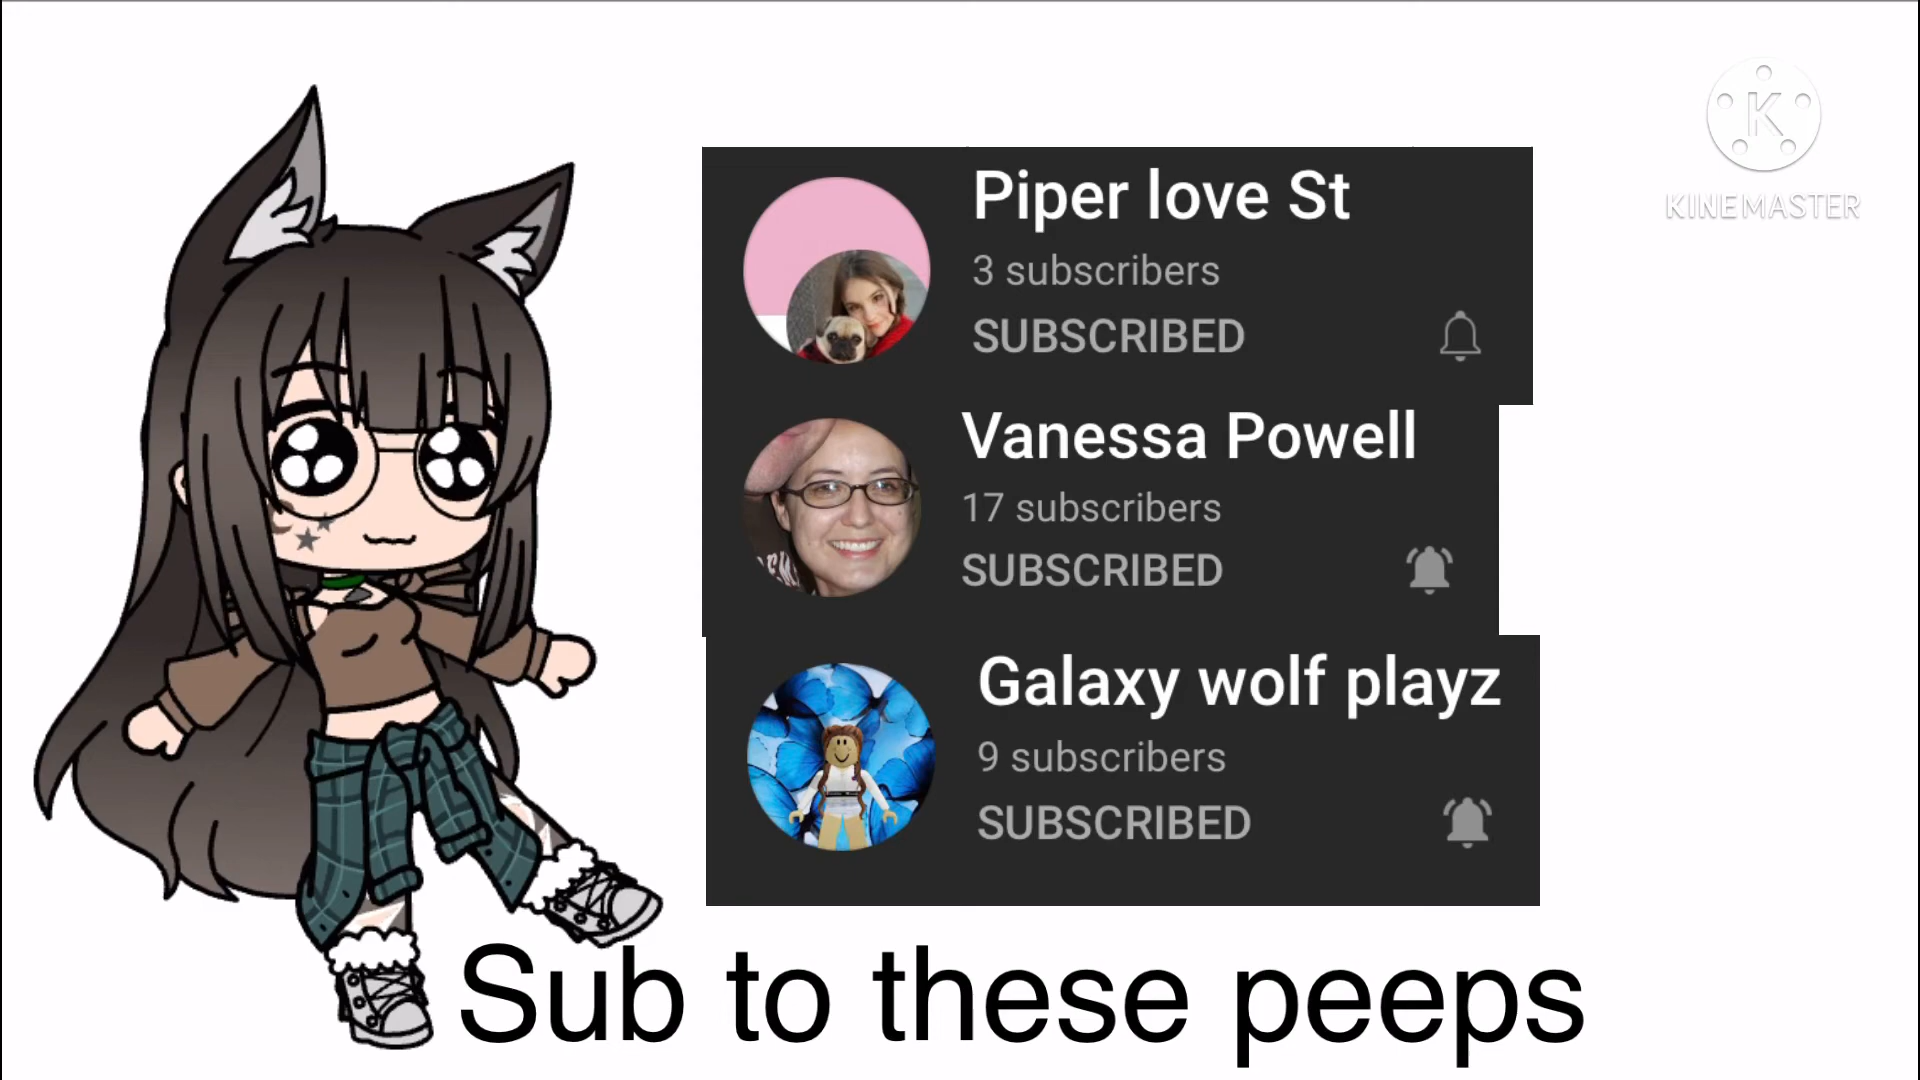 Piper love St
3 subscribers
SUBSCRIBED
Vanessa Powell
17 subscribers
SUBSCRIBED
Galaxy wolf playz
9 subscribers
SUBSCRIBED
K
KINEMASTER
Sub to these peeps